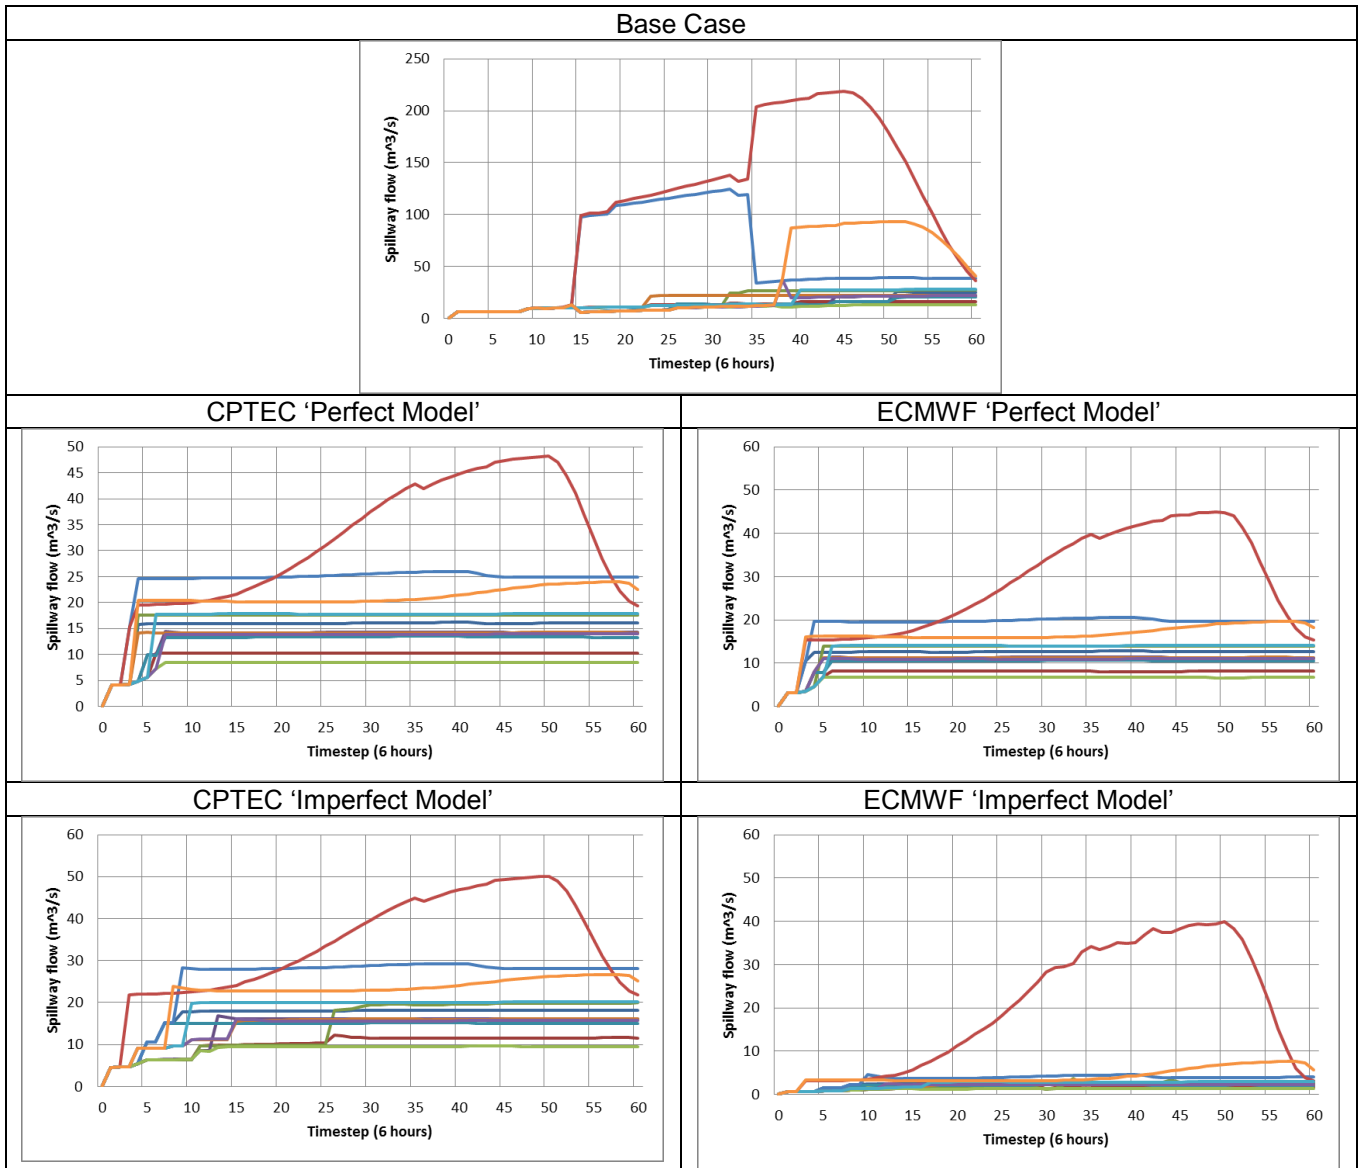 Base Case
250
200
150
100
50
0
Spillway flow (m^3/s)
0 5 10 15 20 25 30 35 40 45 50 55 60
Timestep (6 hours)
CPTEC ‘Perfect Model’
50
45
40
35
30
25
20
15
10
5
0
Spillway flow (m^3/s)
0 5 10 15 20 25 30 35 40 45 50 55 60
Timestep (6 hours)
ECMWF ‘Perfect Model’
60
50
40
30
20
10
0
Spillway flow (m^3/s)
0 5 10 15 20 25 30 35 40 45 50 55 60
Timestep (6 hours)
CPTEC ‘Imperfect Model’
60
50
40
30
20
10
0
Spillway flow (m^3/s)
0 5 10 15 20 25 30 35 40 45 50 55 60
Timestep (6 hours)
ECMWF ‘Imperfect Model’
60
50
40
30
20
10
0
Spillway flow (m^3/s)
0 5 10 15 20 25 30 35 40 45 50 55 60
Timestep (6 hours)